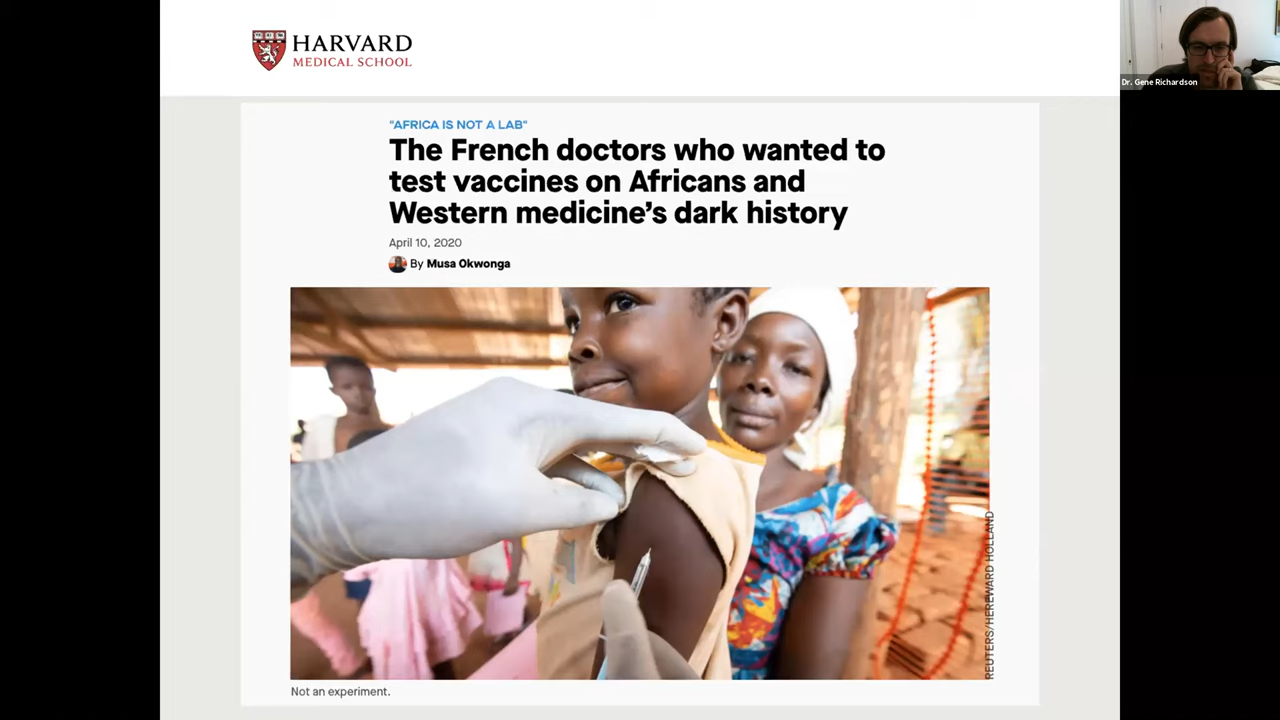 HARVARD
MEDICAL SCHOOL
Dr. Gene Richardson
"AFRICA IS NOT A LAB"
The French doctors who wanted to
test vaccines on Africans and
Western medicine's dark history
April 10, 2020
By Musa Okwonga
REUTERS/HEREWARD HOLLAND
Not an experiment.